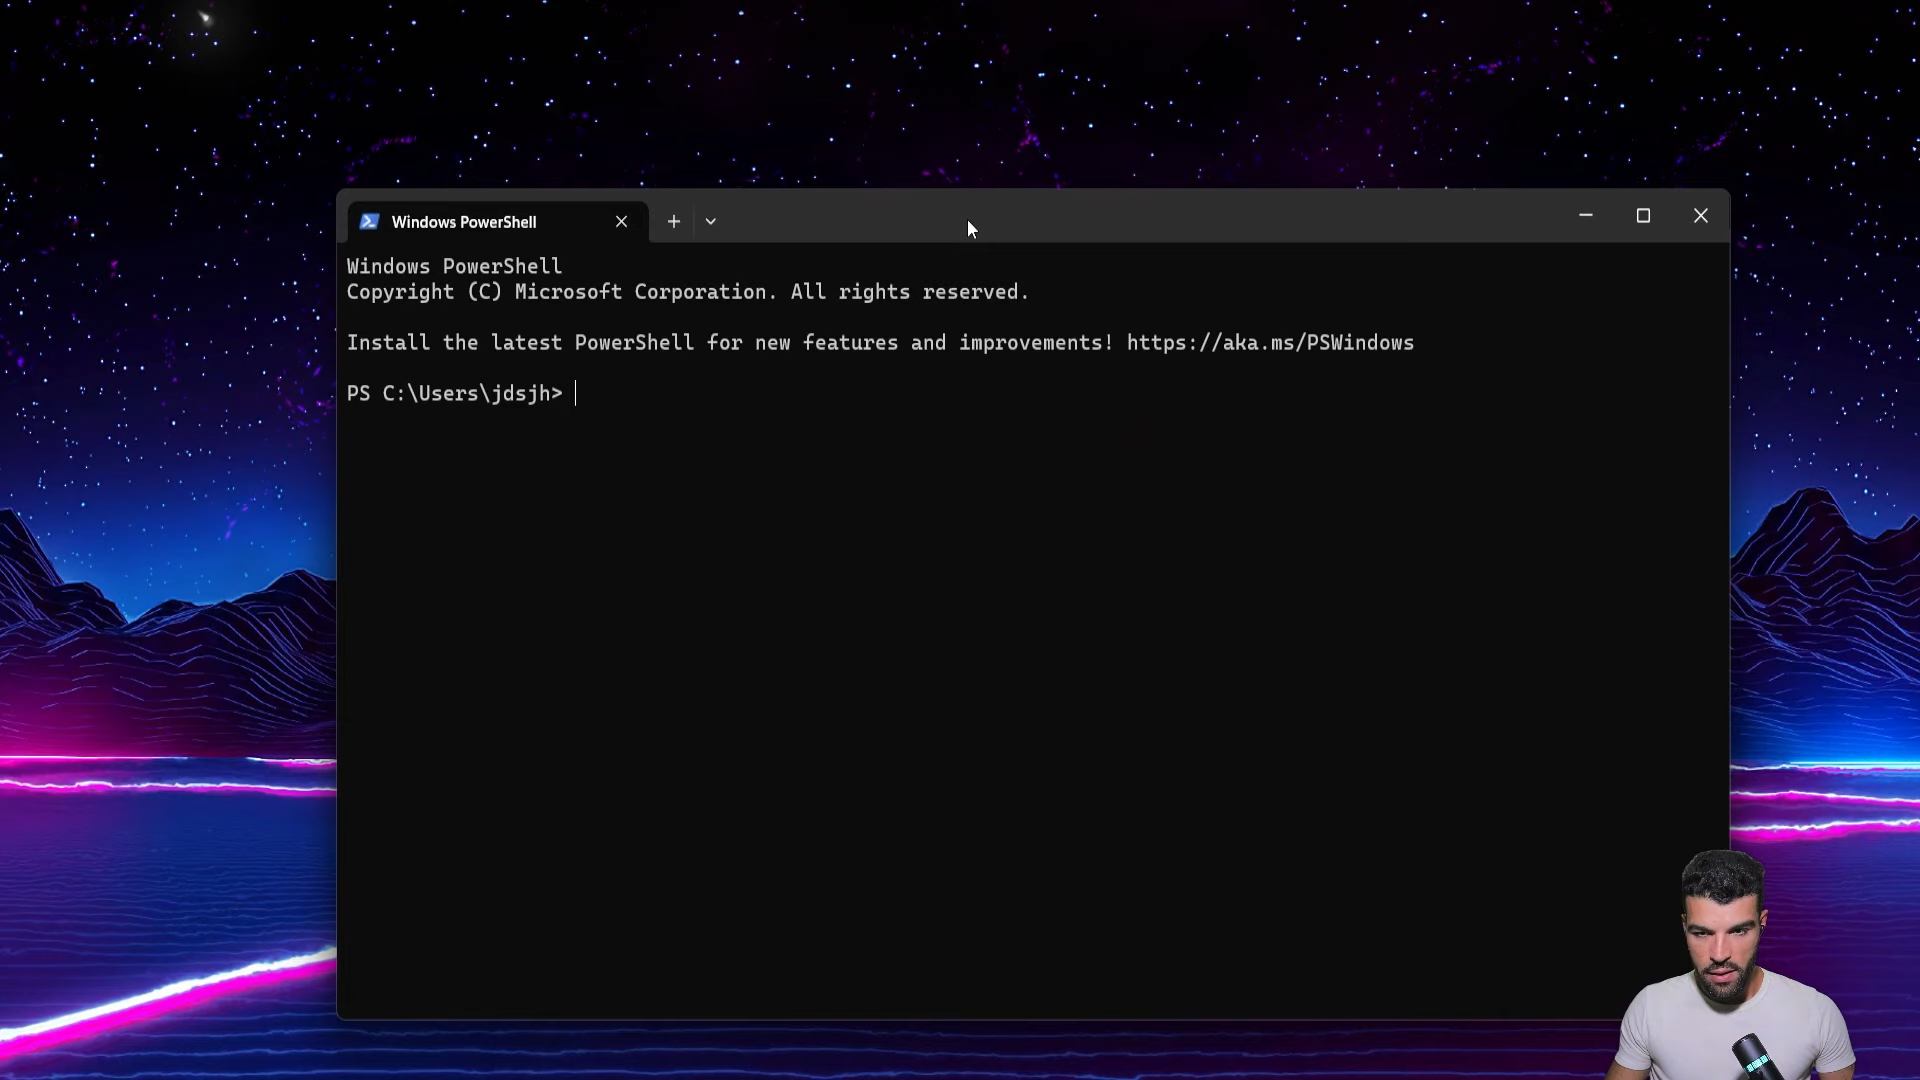 Windows PowerShell
Windows PowerShell
Copyright (C) Microsoft Corporation. All rights reserved.
Install the latest PowerShell for new features and improvements! https://aka.ms/PSWindows
PS C:\Users\jdsjh>